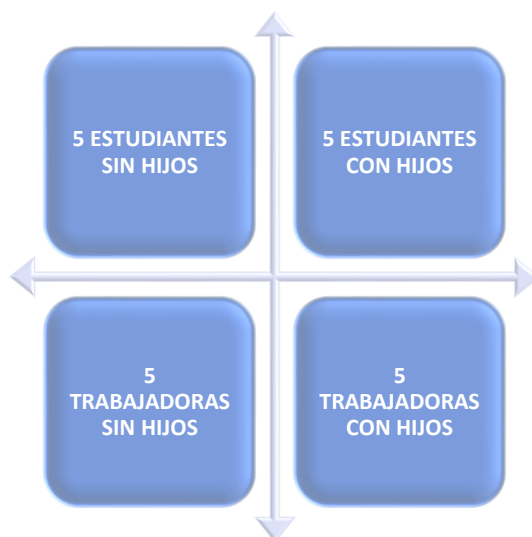 5 ESTUDIANTES
SIN HIJOS
5 ESTUDIANTES
CON HIJOS
5
TRABAJADORAS
SIN HIJOS
5
TRABAJADORAS
CON HIJOS